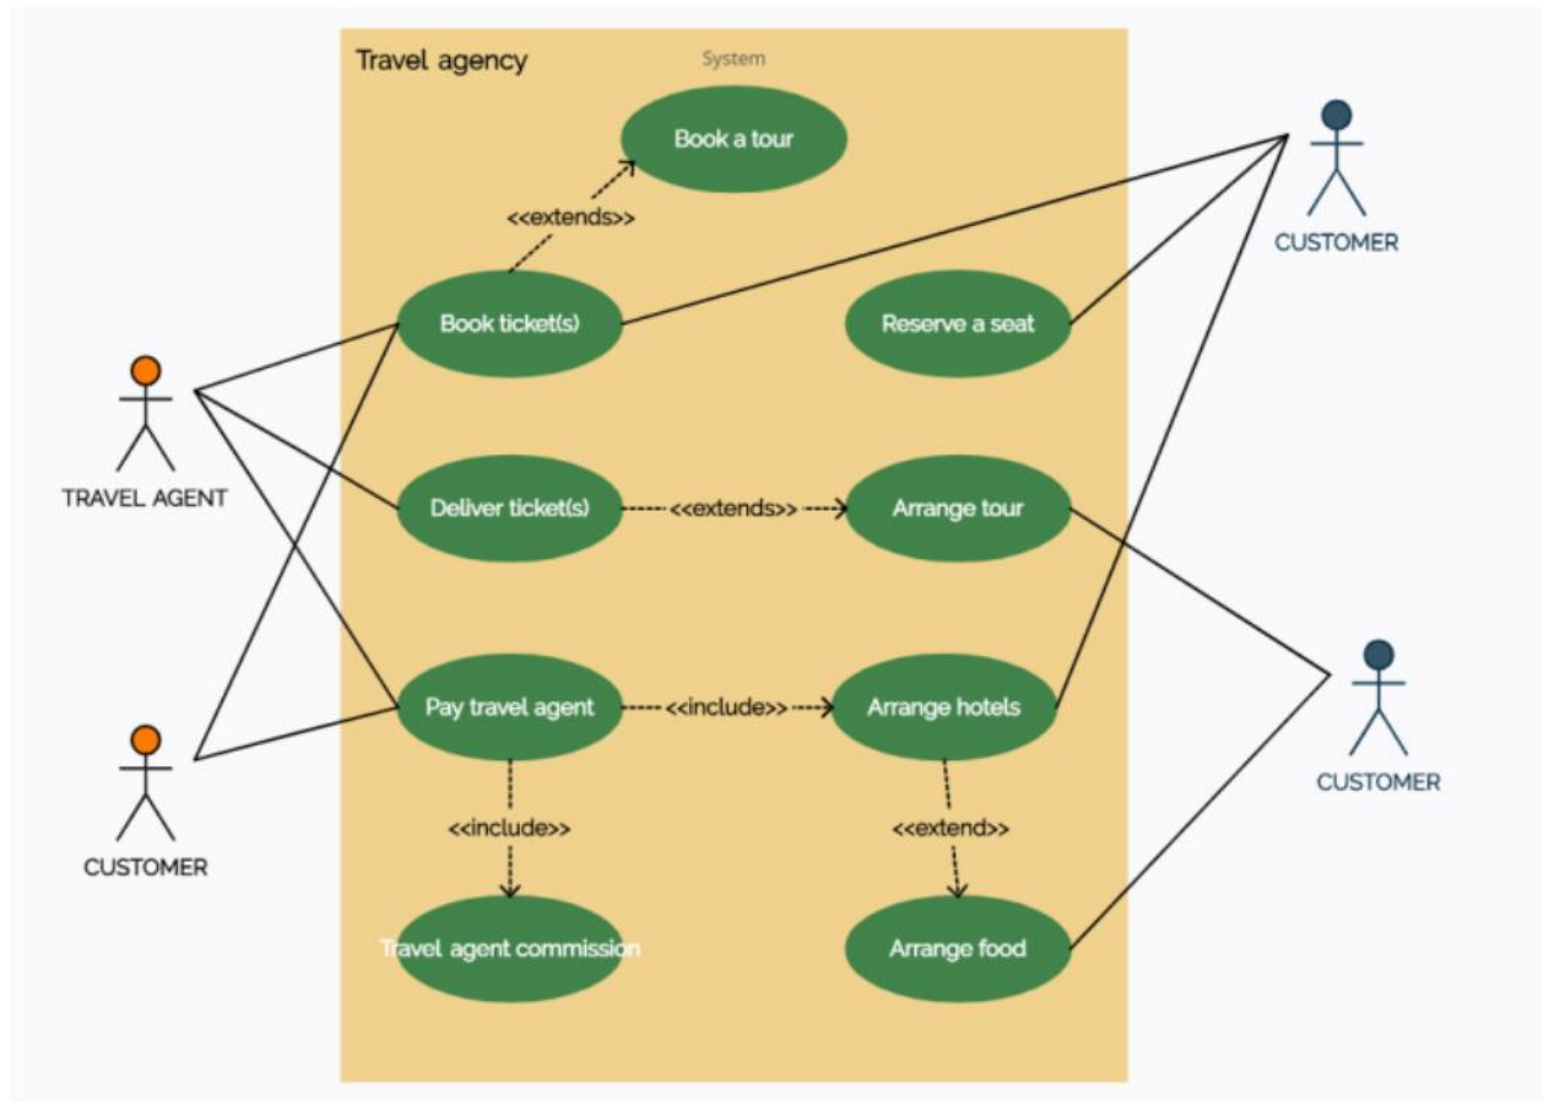 Travel agency
System
Book a tour
<<extends>>
CUSTOMER
Book ticket(s)
Reserve a seat
TRAVEL AGENT
Deliver ticket(s)
<<extends>>
Arrange tour
Pay travel agent
<<include>>
Arrange hotels
CUSTOMER
<<include>>
<<extend>>
CUSTOMER
Travel agent commission
Arrange food